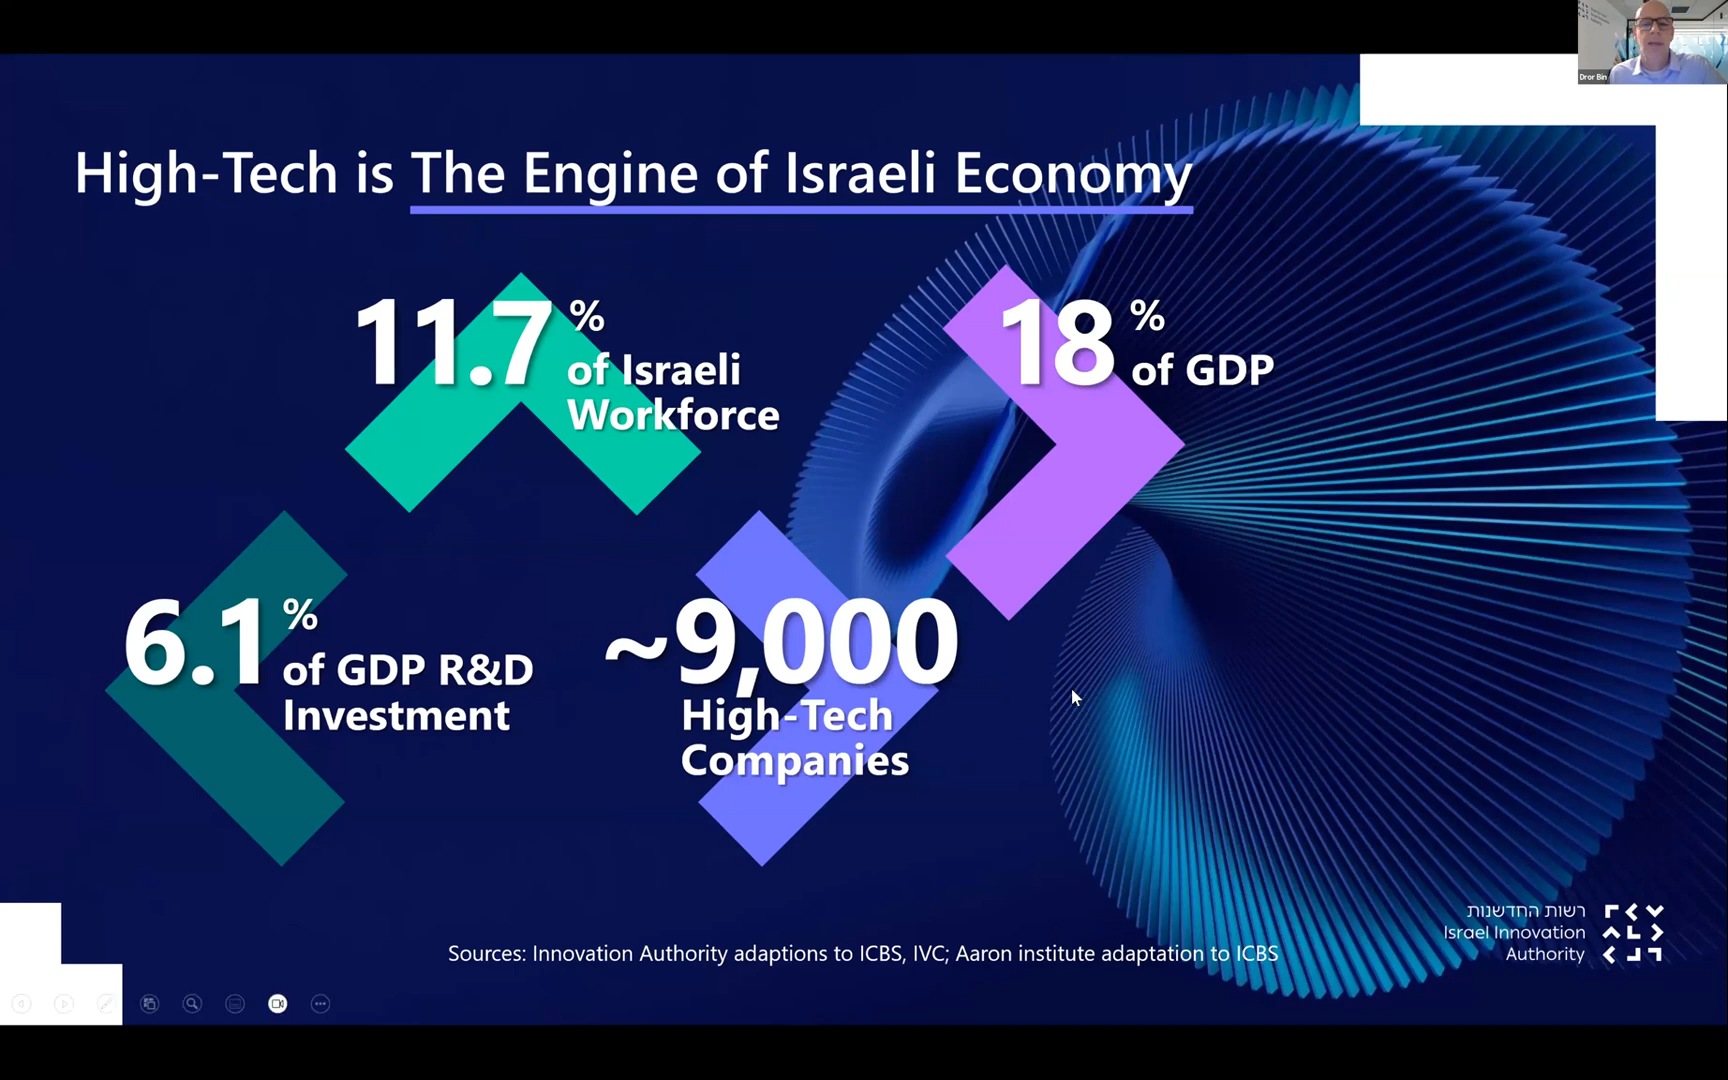 Dror Bin
High-Tech is The Engine of Israeli Economy
11.7%
of Israeli
Workforce
18%
of GDP
6.1%
of GDP R&D
Investment
~9,000
High-Tech
Companies
Sources: Innovation Authority adaptions to ICBS, IVC; Aaron institute adaptation to ICBS
רשות החדשנות
Israel Innovation
Authority